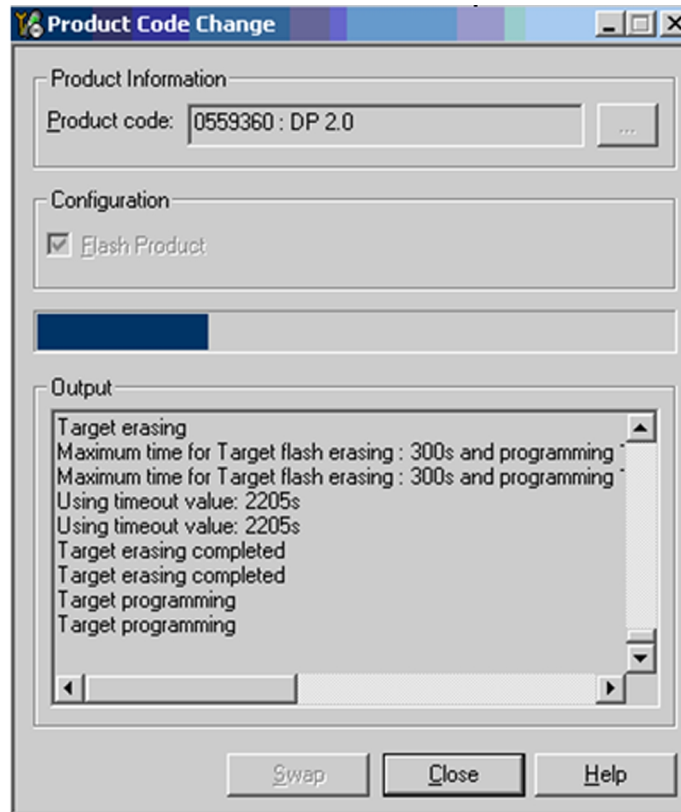 Product Code Change
Product Information
Product code: 0559360 : DP 2.0
...
Configuration
Flash Product
Output
Target erasing
Maximum time for Target flash erasing : 300s and programming
Maximum time for Target flash erasing : 300s and programming
Using timeout value: 2205s
Using timeout value: 2205s
Target erasing completed
Target erasing completed
Target programming
Target programming
Swap Close Help